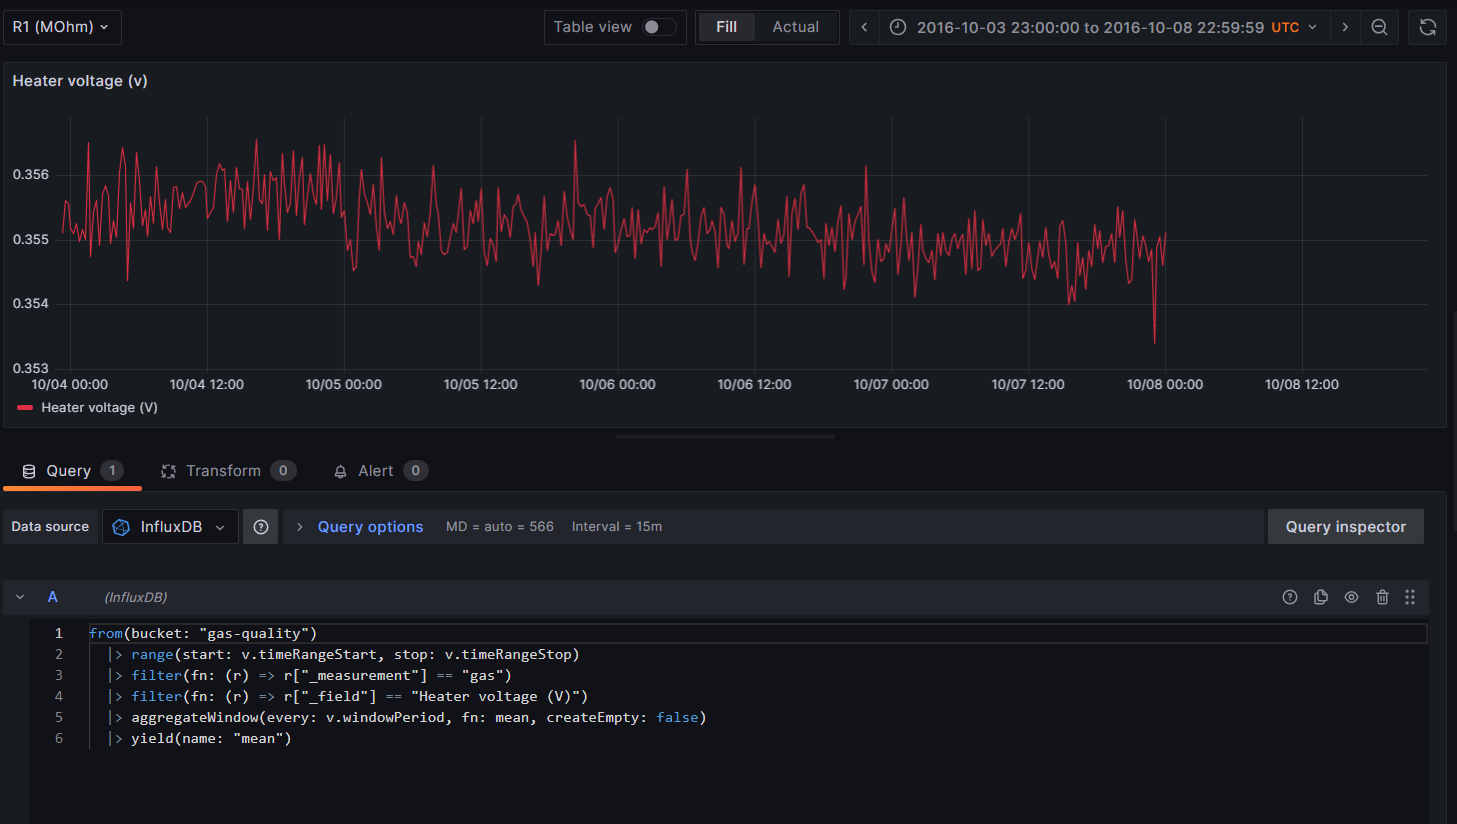 R1 (MOhm)
Table view
Fill
Actual
2016-10-03 23:00:00 to 2016-10-08 22:59:59 UTC
Heater voltage (v)
0.356
0.355
0.354
0.353
10/04 00:00
10/04 12:00
10/05 00:00
10/05 12:00
10/06 00:00
10/06 12:00
10/07 00:00
10/07 12:00
10/08 00:00
10/08 12:00
Heater voltage (V)
Query 1
Transform 0
Alert 0
Data source
InfluxDB
Query options
MD = auto = 566
Interval = 15m
Query inspector
A
(InfluxDB)
1 from(bucket: "gas-quality")
2 |> range(start: v.timeRangeStart, stop: v.timeRangeStop)
3 |> filter(fn: (r) => r["_measurement"] == "gas")
4 |> filter(fn: (r) => r["_field"] == "Heater voltage (V)")
5 |> aggregateWindow(every: v.windowPeriod, fn: mean, createEmpty: false)
6 |> yield(name: "mean")